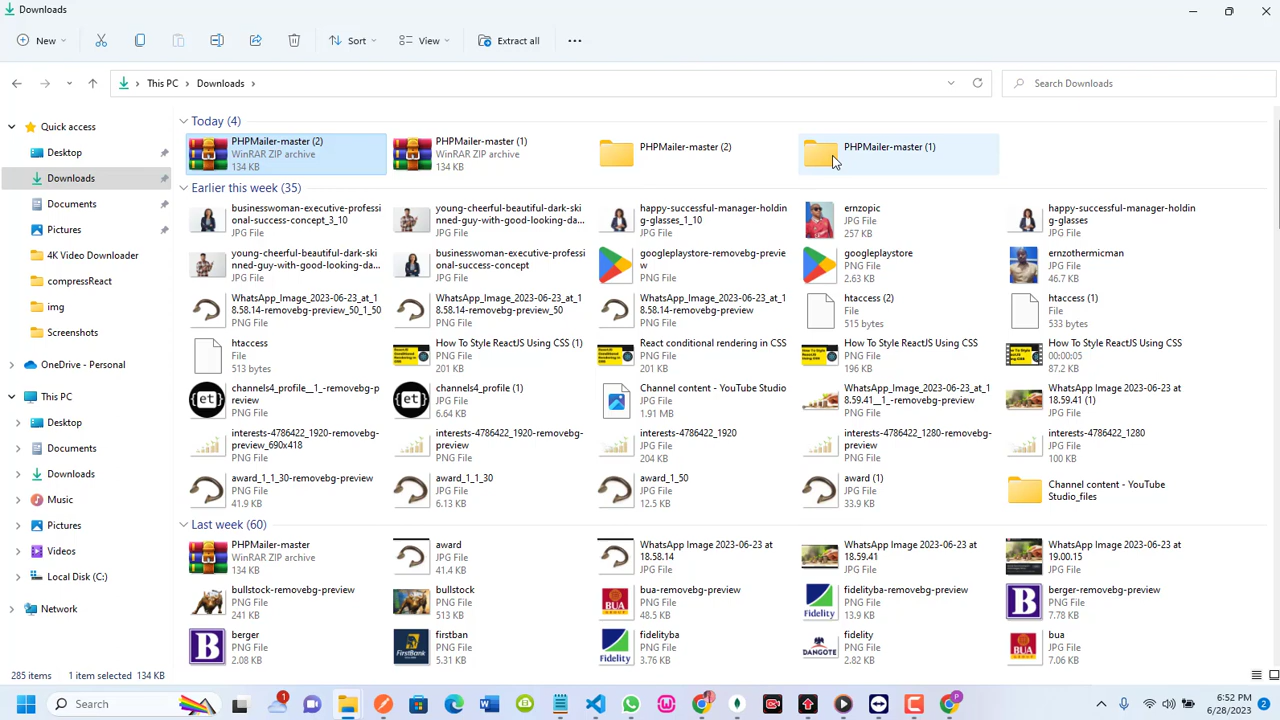 Downloads
New
Sort
View
Extract all
This PC
Downloads
Search Downloads
Quick access
Desktop
Downloads
Documents
Pictures
4K Video Downloader
compressReact
img
Screenshots
OneDrive - Personal
This PC
Desktop
Documents
Downloads
Music
Pictures
Videos
Local Disk (C:)
Network
Today (4)
PHPMailer-master (2)
WinRAR ZIP archive
134 KB
PHPMailer-master (1)
WinRAR ZIP archive
134 KB
PHPMailer-master (2)
PHPMailer-master (1)
Earlier this week (35)
businesswoman-executive-professi
onal-success-concept_3_10
JPG File
young-cheerful-beautiful-dark-ski
nned-guy-with-good-looking-da...
JPG File
happy-successful-manager-holdin
g-glasses_1_10
JPG File
ernzopic
JPG File
257 KB
happy-successful-manager-holdin
g-glasses
JPG File
young-cheerful-beautiful-dark-ski
nned-guy-with-good-looking-da...
JPG File
businesswoman-executive-professi
onal-success-concept
JPG File
googleplaystore-removebg-previe
w
PNG File
googleplaystore
PNG File
2.63 KB
ernzothermicman
JPG File
46.7 KB
WhatsApp_Image_2023-06-23_at_1
8.58.14-removebg-preview_50_1_50
PNG File
WhatsApp_Image_2023-06-23_at_1
8.58.14-removebg-preview_50
PNG File
WhatsApp_Image_2023-06-23_at_1
8.58.14-removebg-preview
PNG File
htaccess (2)
File
515 bytes
htaccess (1)
File
533 bytes
htaccess
File
513 bytes
How To Style ReactJS Using CSS (1)
PNG File
201 KB
React conditional rendering in CSS
PNG File
201 KB
How To Style ReactJS Using CSS
PNG File
196 KB
How To Style ReactJS Using CSS
00:00:05
87.2 KB
channels4_profile__1_-removebg-p
review
PNG File
channels4_profile (1)
JPG File
6.64 KB
Channel content - YouTube Studio
PNG File
1.91 MB
WhatsApp_Image_2023-06-23_at_1
8.59.41__1_-removebg-preview
PNG File
WhatsApp Image 2023-06-23 at
18.59.41 (1)
JPG File
interests-4786422_1920-removebg-
preview_690x418
PNG File
interests-4786422_1920-removebg-
preview
PNG File
interests-4786422_1920
JPG File
204 KB
interests-4786422_1280-removebg-
preview
PNG File
interests-4786422_1280
JPG File
100 KB
award_1_1_30-removebg-preview
PNG File
41.9 KB
award_1_1_30
JPG File
6.13 KB
award_1_50
JPG File
12.5 KB
award (1)
JPG File
33.9 KB
Channel content - YouTube
Studio_files
Last week (60)
PHPMailer-master
WinRAR ZIP archive
134 KB
award
JPG File
41.4 KB
WhatsApp Image 2023-06-23 at
18.58.14
JPG File
WhatsApp Image 2023-06-23 at
18.59.41
JPG File
WhatsApp Image 2023-06-23 at
19.00.15
JPG File
bullstock-removebg-preview
PNG File
241 KB
bullstock
PNG File
513 KB
bua-removebg-preview
PNG File
48.5 KB
fidelityba-removebg-preview
PNG File
13.9 KB
berger-removebg-preview
PNG File
7.78 KB
berger
PNG File
2.08 KB
firstban
PNG File
5.31 KB
fidelityba
PNG File
3.76 KB
fidelity
PNG File
2.82 KB
bua
PNG File
7.06 KB
285 items
1 item selected 134 KB
Search
6:52 PM
6/28/2023